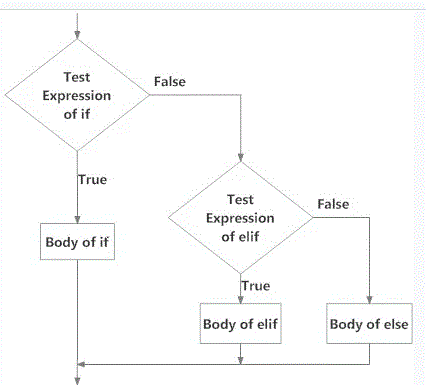 Test
Expression
of if
False
True
Body of if
Test
Expression
of elif
False
True
Body of elif
Body of else